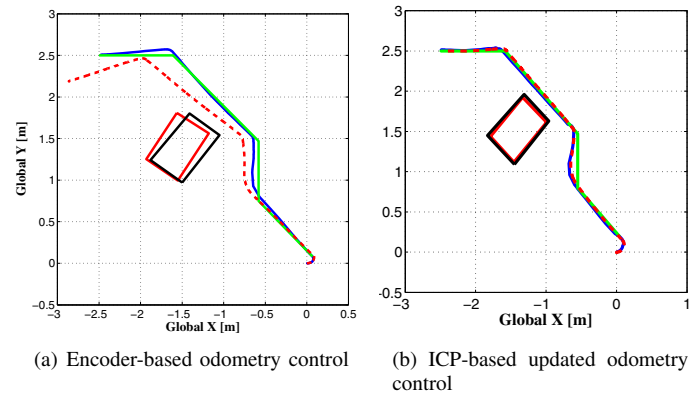 3
2.5
2
1.5
1
0.5
0
-0.5
Global Y [m]
-3 -2.5 -2 -1.5 -1 -0.5 0 0.5
Global X [m]
(a) Encoder-based odometry control
3
2.5
2
1.5
1
0.5
0
-0.5
-3 -2 -1 0 1
Global X [m]
(b) ICP-based updated odometry
control